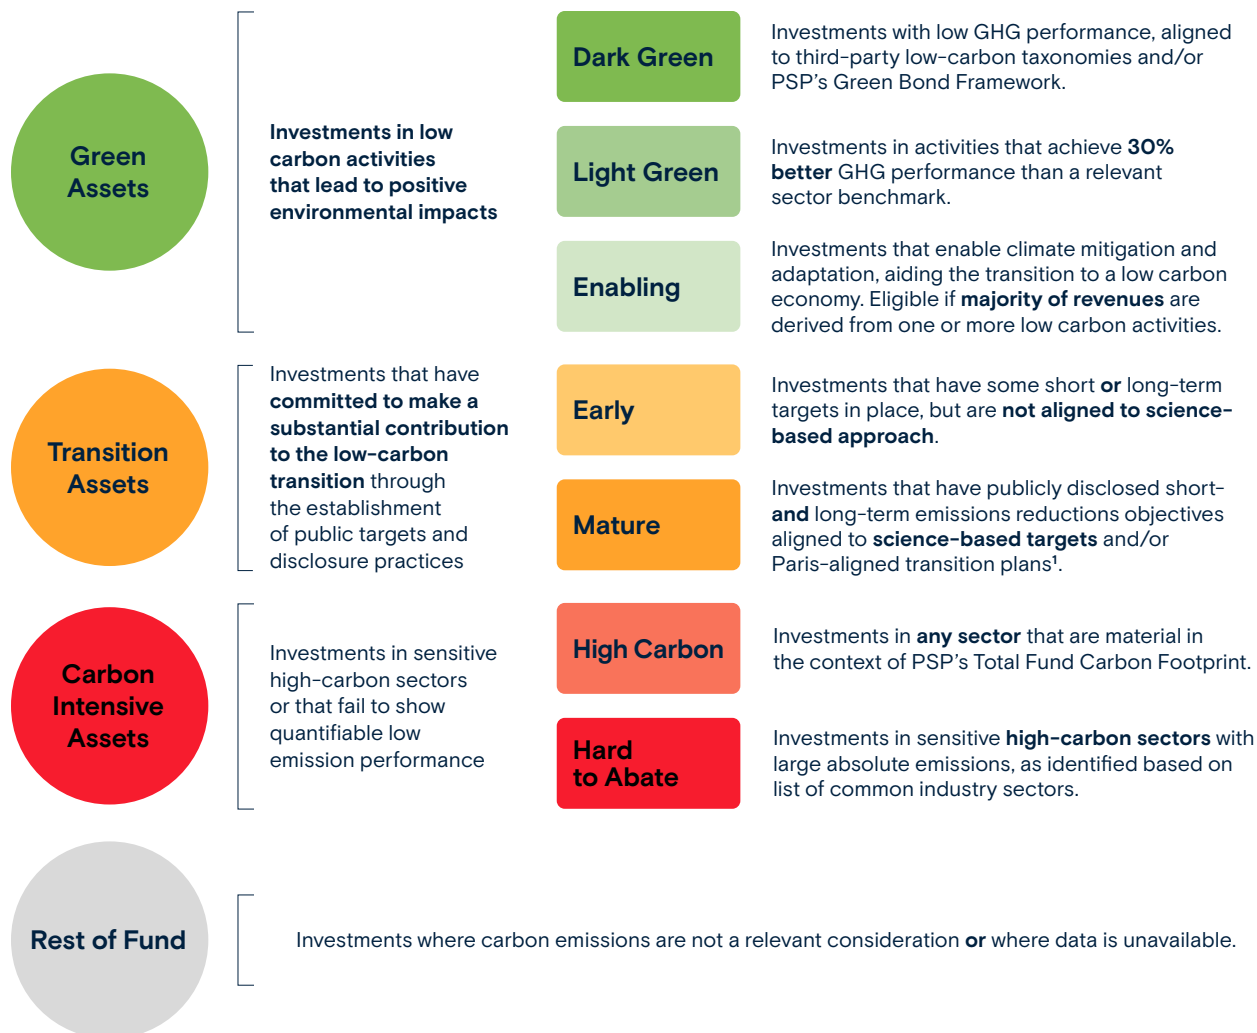 Green
Assets
Investments in low
carbon activities
that lead to positive
environmental impacts
Dark Green
Investments with low GHG performance, aligned
to third-party low-carbon taxonomies and/or
PSP's Green Bond Framework.
Light Green
Investments in activities that achieve 30%
better GHG performance than a relevant
sector benchmark.
Enabling
Investments that enable climate mitigation and
adaptation, aiding the transition to a low carbon
economy. Eligible if majority of revenues are
derived from one or more low carbon activities.
Transition
Assets
Investments that have
committed to make a
substantial contribution
to the low-carbon
transition through
the establishment
of public targets and
disclosure practices
Early
Investments that have some short or long-term
targets in place, but are not aligned to science-
based approach.
Mature
Investments that have publicly disclosed short-
and long-term emissions reductions objectives
aligned to science-based targets and/or
Paris-aligned transition plans¹.
Carbon
Intensive
Assets
Investments in sensitive
high-carbon sectors
or that fail to show
quantifiable low
emission performance
High Carbon
Investments in any sector that are material in
the context of PSP's Total Fund Carbon Footprint.
Hard
to Abate
Investments in sensitive high-carbon sectors with
large absolute emissions, as identified based on
list of common industry sectors.
Rest of Fund
Investments where carbon emissions are not a relevant consideration or where data is unavailable.